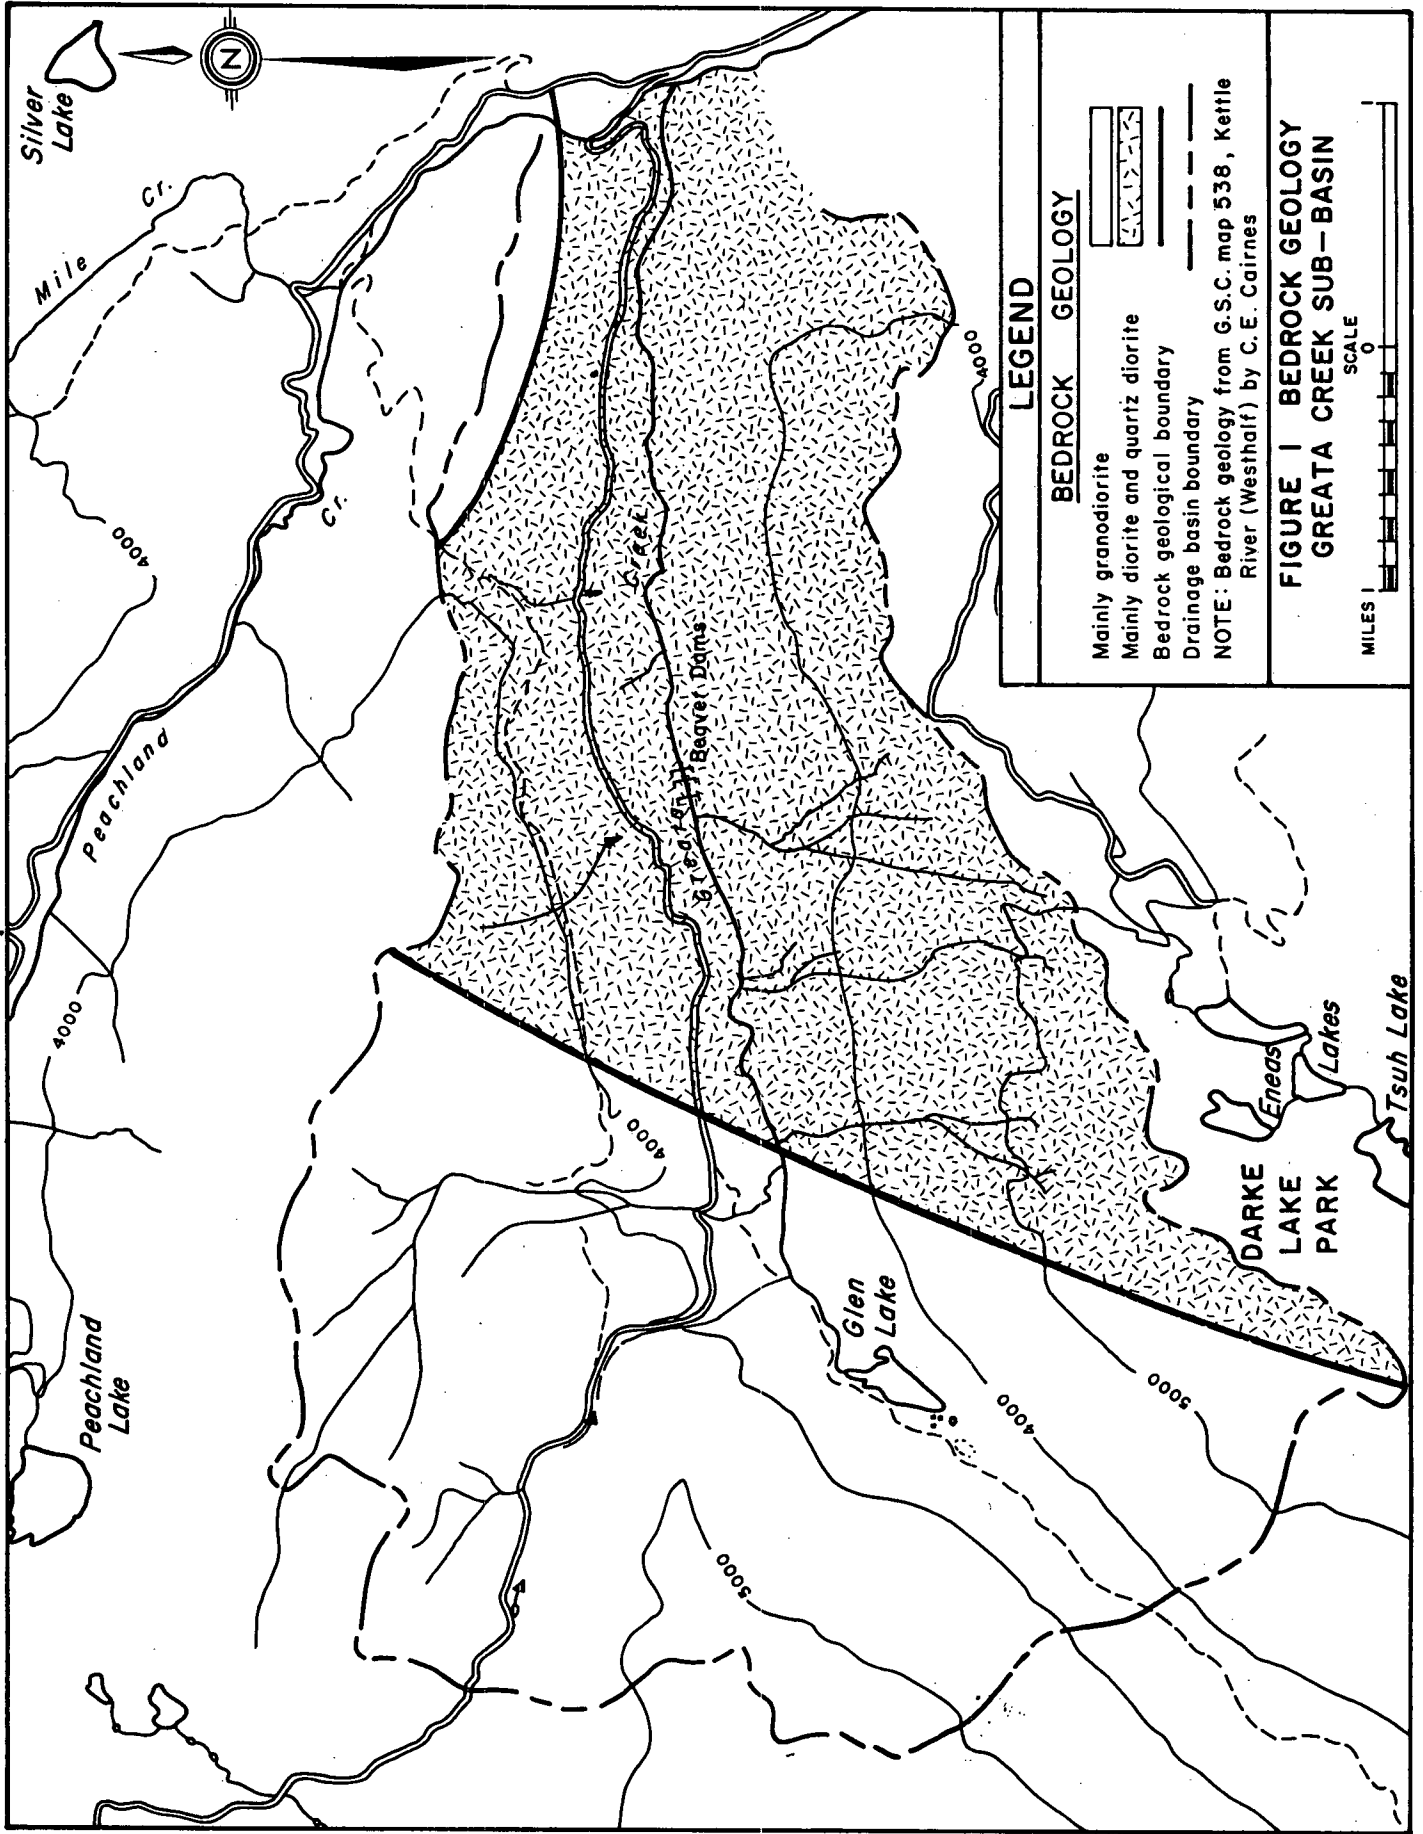 Silver
Lake
N
Mile
Cr.
4000
Cr.
Peachland
4000
Peachland
Lake
Creek
Beaver Dams
Greata
4000
4000
Glen
Lake
4000
5000
5000
DARKE
LAKE
PARK
Eneas
Lakes
Tsuh Lake
LEGEND
BEDROCK GEOLOGY
Mainly granodiorite
Mainly diorite and quartz diorite
Bedrock geological boundary
Drainage basin boundary
NOTE: Bedrock geology from G.S.C. map 538, Kettle
River (Westhalf) by C.E. Cairnes
FIGURE 1 BEDROCK GEOLOGY
GREATA CREEK SUB-BASIN
SCALE
MILES 1 0 1